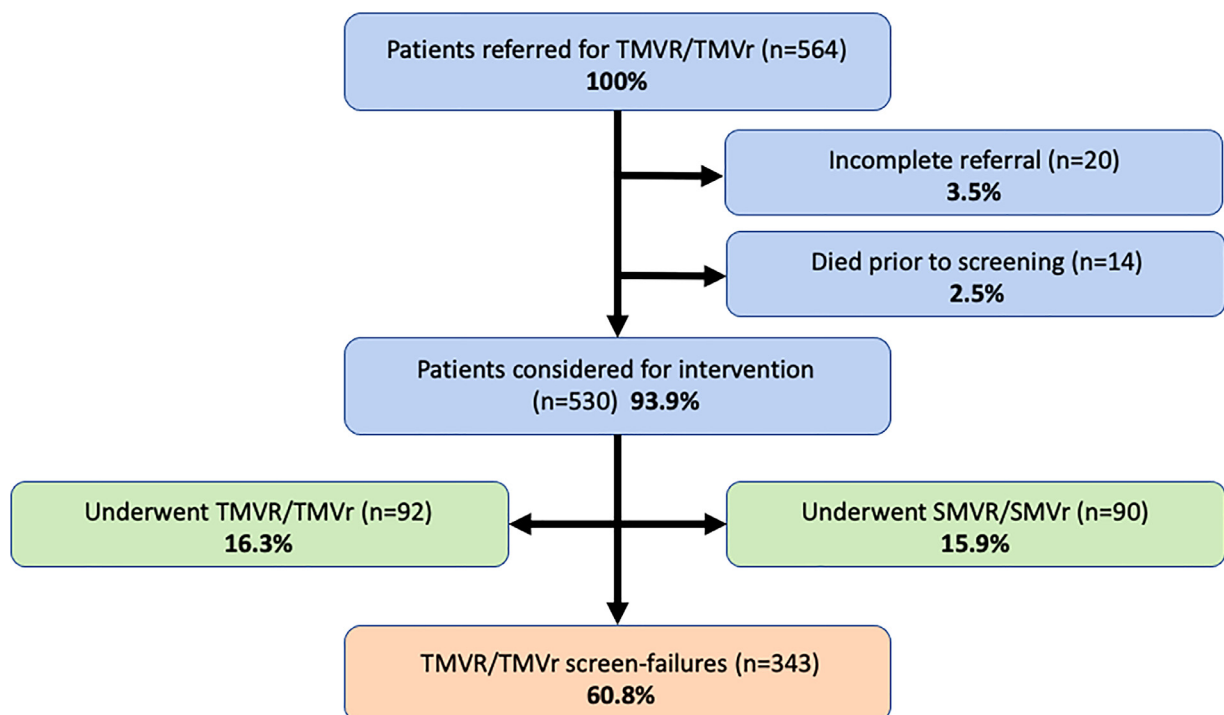 Patients referred for TMVR/TMVr (n=564)
100%
Incomplete referral (n=20)
3.5%
Died prior to screening (n=14)
2.5%
Patients considered for intervention
(n=530) 93.9%
Underwent TMVR/TMVr (n=92)
16.3%
Underwent SMVR/SMVr (n=90)
15.9%
TMVR/TMVr screen-failures (n=343)
60.8%